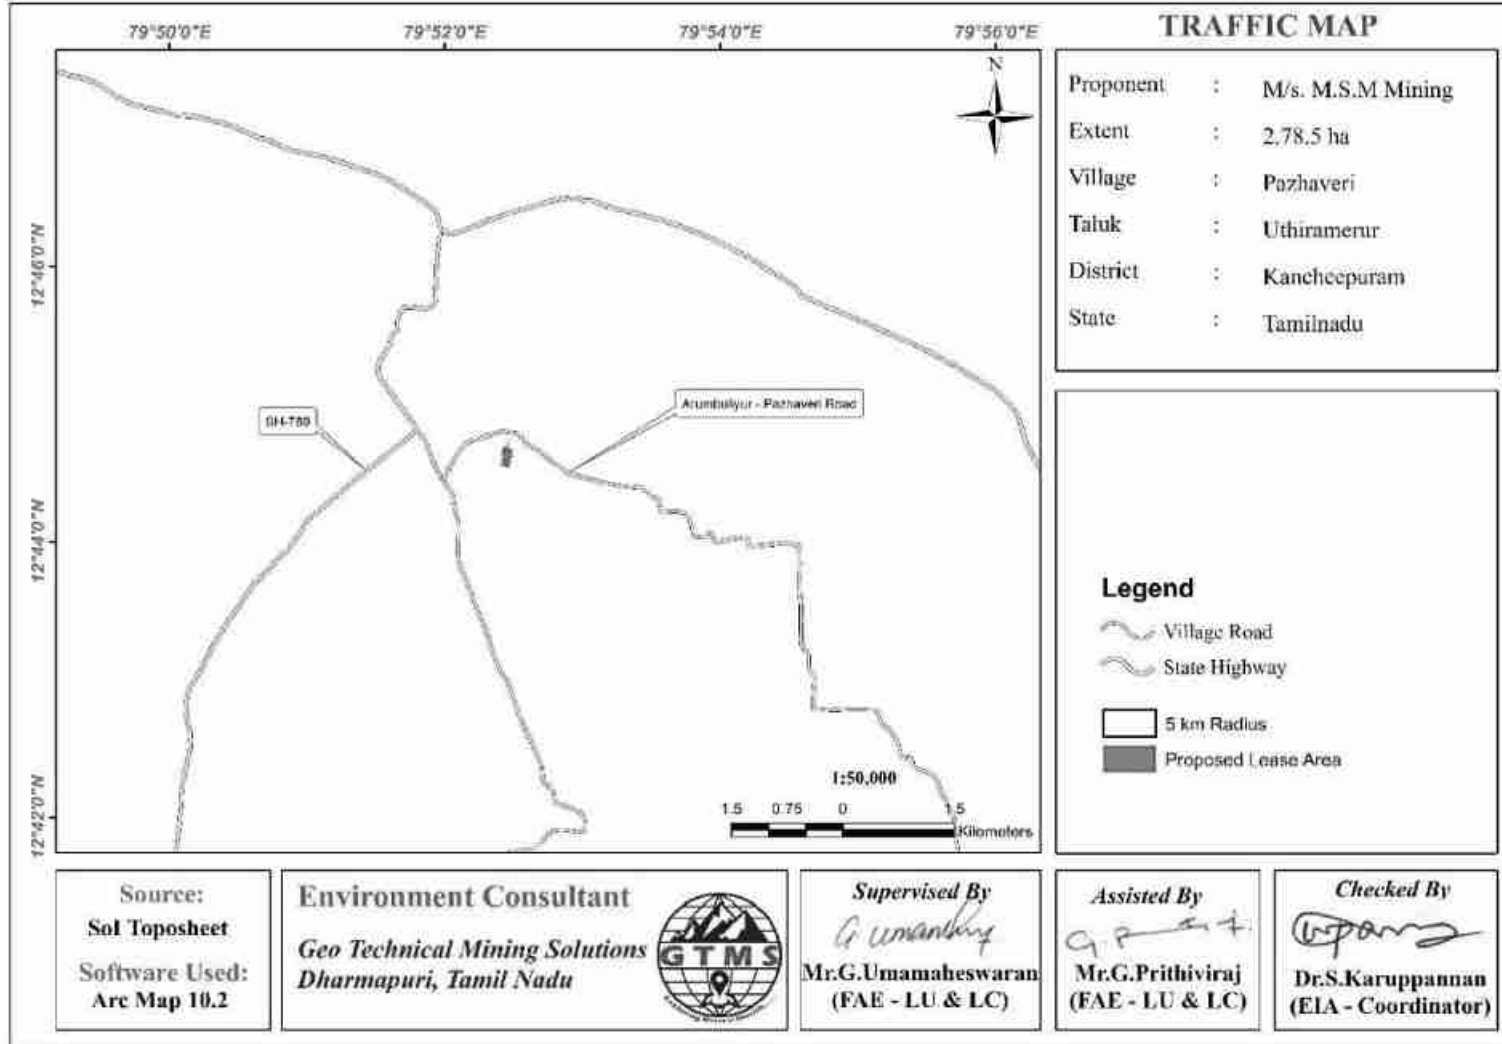 79°50'0"E
79°52'0"E
79°54'0"E
79°56'0"E
TRAFFIC MAP
N
Proponent : M/s. M.S.M Mining
Extent : 2.78.5 ha
Village : Pazhaveri
Taluk : Uthiramerur
District : Kancheepuram
State : Tamilnadu
12°46'0"N
12°44'0"N
12°42'0"N
Arumbuliyur - Pazhaveri Road
Legend
Village Road
State Highway
5 km Radius
Proposed Lease Area
1:50,000
1.5 0.75 0 1.5
Kilometers
Source:
SoI Toposheet
Software Used:
Arc Map 10.2
Environment Consultant
Geo Technical Mining Solutions
Dharmapuri, Tamil Nadu
GTMS
Supervised By
Mr.G.Umamaheswaran
(FAE - LU & LC)
Assisted By
Mr.G.Prithiviraj
(FAE - LU & LC)
Checked By
Dr.S.Karuppannan
(EIA - Coordinator)